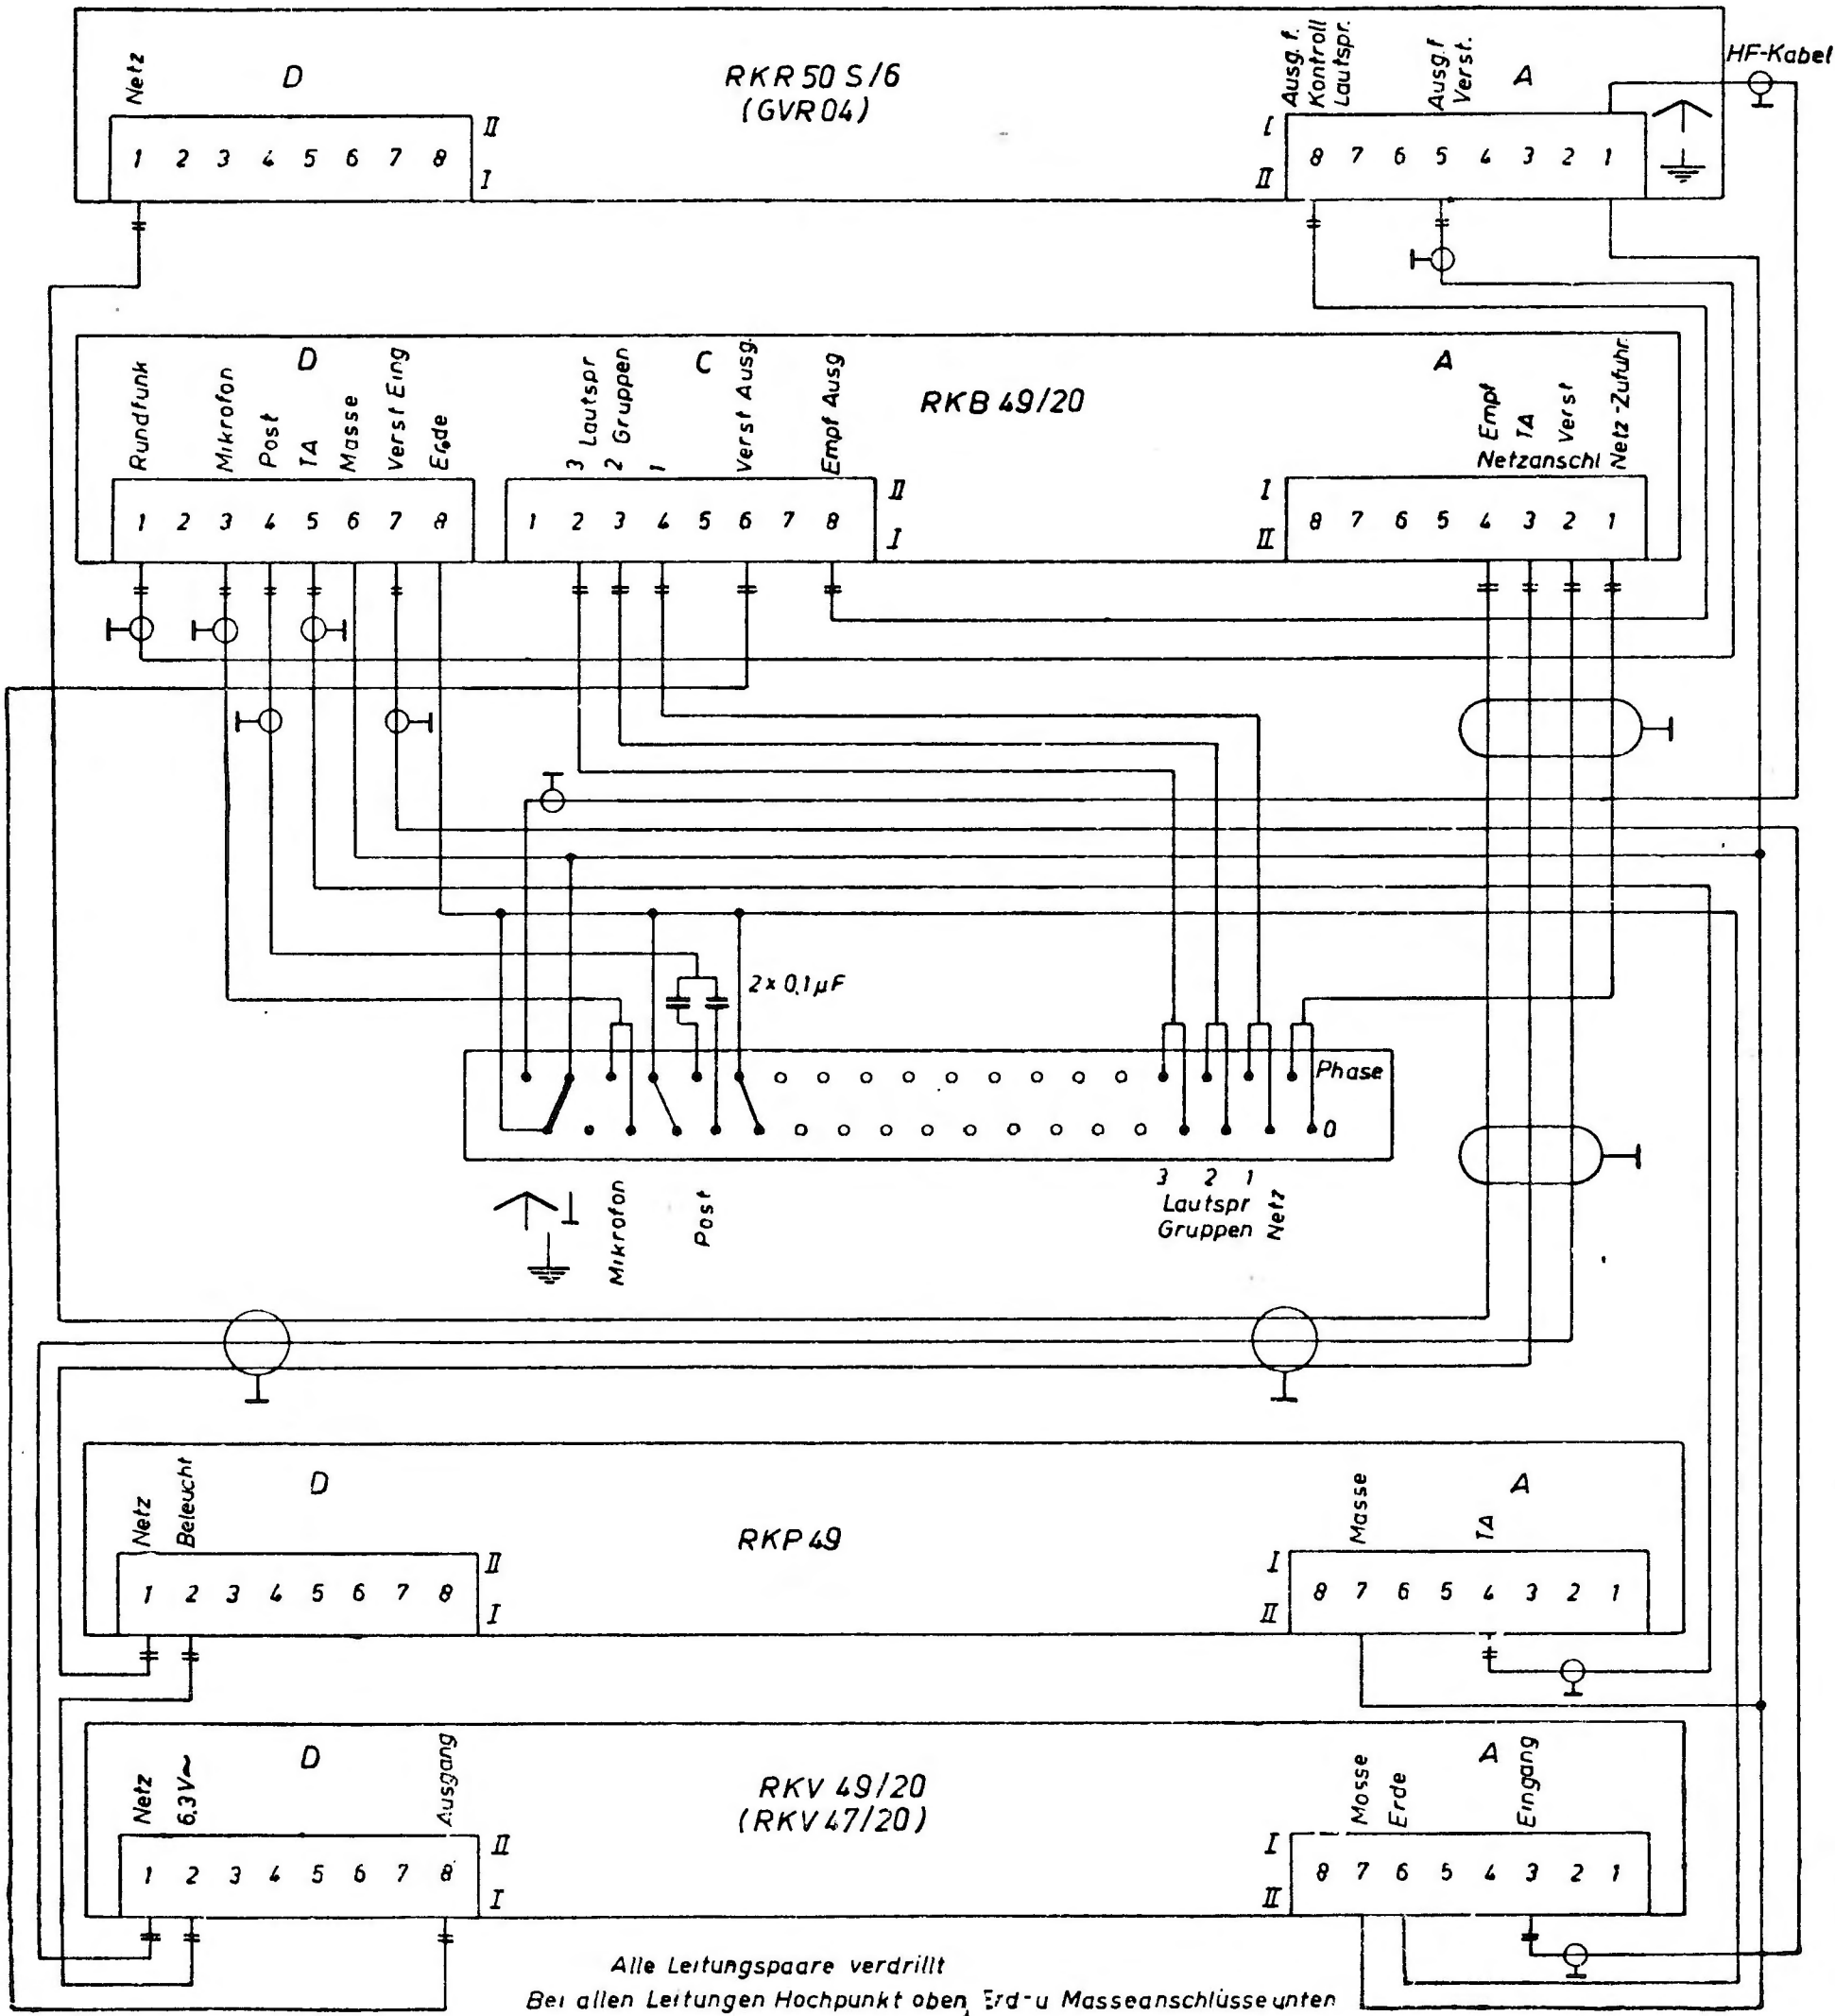 Netz
D
RKR 50 S/6
(GVR 04)
Ausg. f.
Kontroll
Lautspr.
Ausg. f
Verst.
A
HF-Kabel
II
I
1 2 3 4 5 6 7 8
I
II
8 7 6 5 4 3 2 1
Rundfunk
Mikrofon
Post
TA
Masse
Verst Eing
Erde
D
3 Lautspr
2 Gruppen
1
C
Verst Ausg.
Empf Ausg
RKB 49/20
A
Empf
TA
Verst
Netzanschl
Netz-Zufuhr.
1 2 3 4 5 6 7 8
1 2 3 4 5 6 7 8
II
I
I
II
8 7 6 5 4 3 2 1
2 x 0,1 µF
Phase
0
Mikrofon
Post
3 2 1
Lautspr
Gruppen
Netz
Netz
Beleucht
D
RKP 49
Masse
TA
A
II
I
1 2 3 4 5 6 7 8
I
II
8 7 6 5 4 3 2 1
Netz
6,3V~
D
Ausgang
RKV 49/20
(RKV 47/20)
Mosse
Erde
A
Eingang
II
I
1 2 3 4 5 6 7 8
I
II
8 7 6 5 4 3 2 1
Alle Leitungspaare verdrillt
Bei allen Leitungen Hochpunkt oben, Erd-u Masseanschlüsse unten